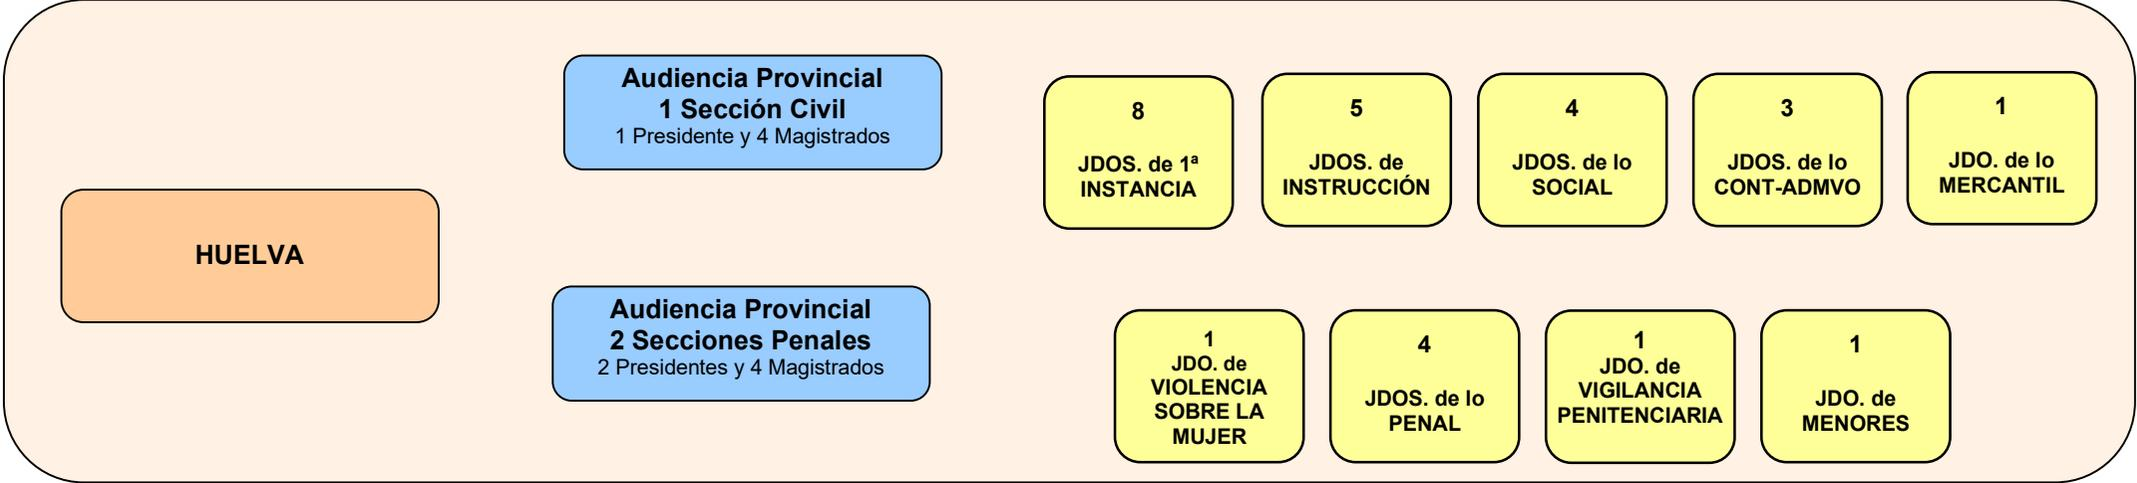 HUELVA
Audiencia Provincial
1 Sección Civil
1 Presidente y 4 Magistrados
Audiencia Provincial
2 Secciones Penales
2 Presidentes y 4 Magistrados
8
JDOS. de 1ª
INSTANCIA
5
JDOS. de
INSTRUCCIÓN
4
JDOS. de lo
SOCIAL
3
JDOS. de lo
CONT-ADMVO
1
JDO. de lo
MERCANTIL
1
JDO. de
VIOLENCIA
SOBRE LA
MUJER
4
JDOS. de lo
PENAL
1
JDO. de
VIGILANCIA
PENITENCIARIA
1
JDO. de
MENORES